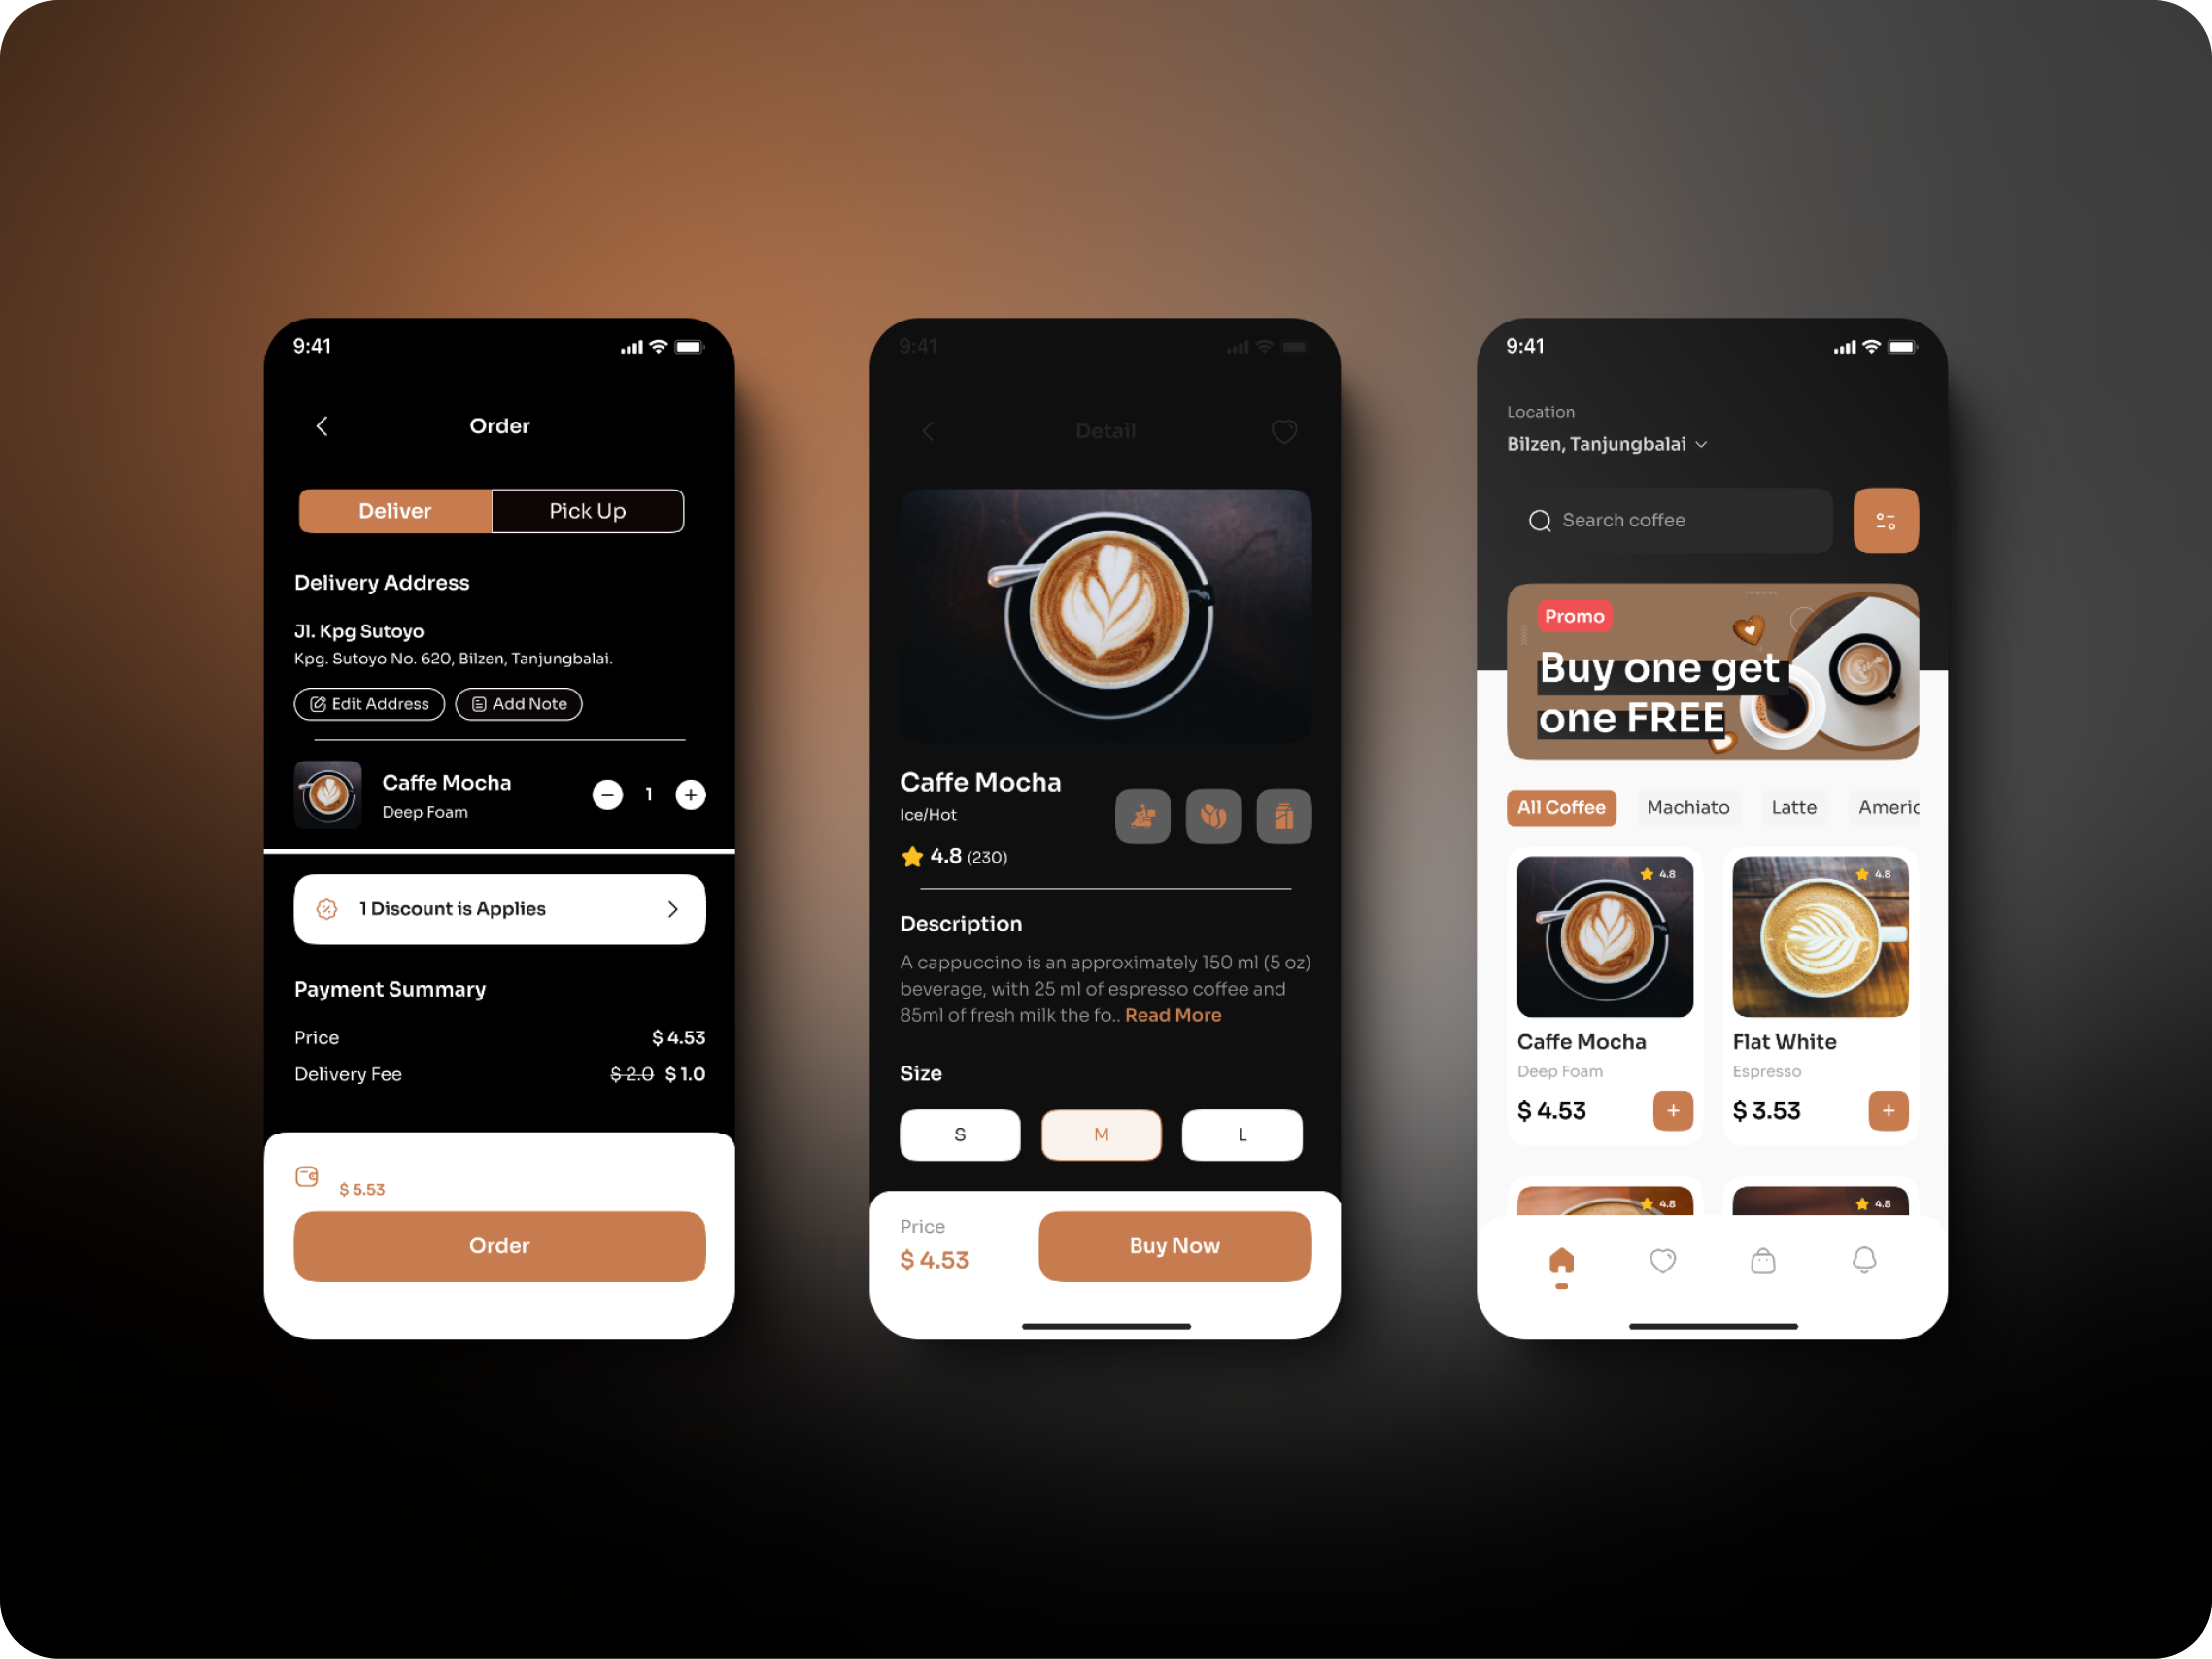 9:41
Order
Deliver
Pick Up
Delivery Address
Jl. Kpg Sutoyo
Kpg. Sutoyo No. 620, Bilzen, Tanjungbalai.
Edit Address
Add Note
Caffe Mocha
Deep Foam
1
1 Discount is Applies
Payment Summary
Price $ 4.53
Delivery Fee $ 2.0 $ 1.0
$ 5.53
Order
9:41
Detail
Caffe Mocha
Ice/Hot
4.8 (230)
Description
A cappuccino is an approximately 150 ml (5 oz)
beverage, with 25 ml of espresso coffee and
85ml of fresh milk the fo.. Read More
Size
S
M
L
Price
$ 4.53
Buy Now
9:41
Location
Bilzen, Tanjungbalai
Search coffee
Promo
Buy one get
one FREE
All Coffee
Machiato
Latte
Americ
4.8
Caffe Mocha
Deep Foam
$ 4.53
4.8
Flat White
Espresso
$ 3.53
4.8
4.8